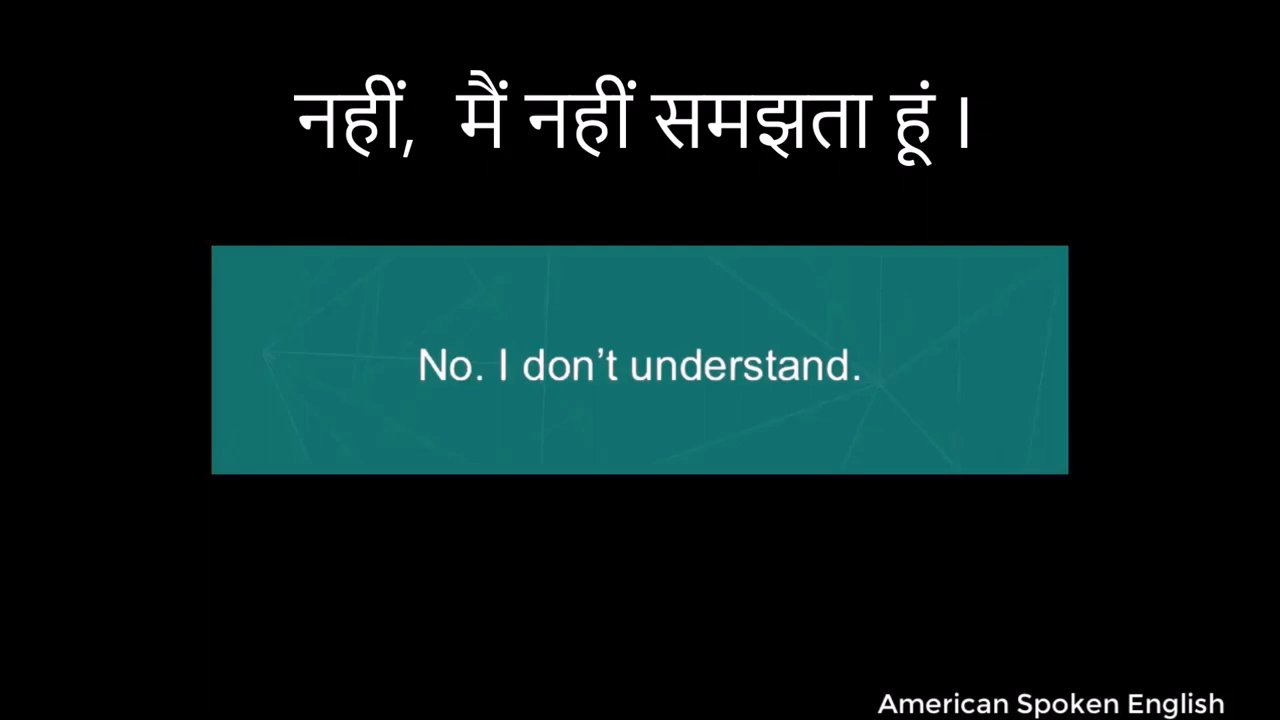 नहीं, मैं नहीं समझता हूं ।
No. I don’t understand.
American Spoken English